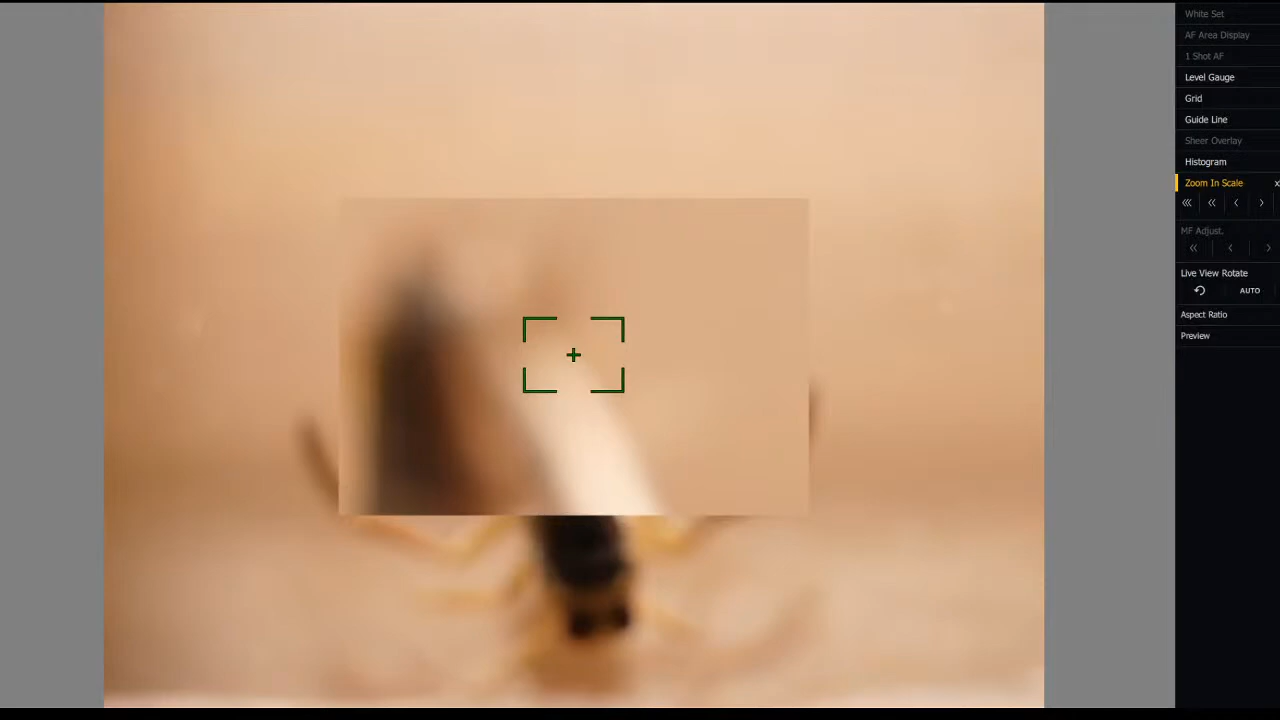 White Set
AF Area Display
1 Shot AF
Level Gauge
Grid
Guide Line
Sheer Overlay
Histogram
Zoom In Scale x
MF Adjust.
Live View Rotate
AUTO
Aspect Ratio
Preview